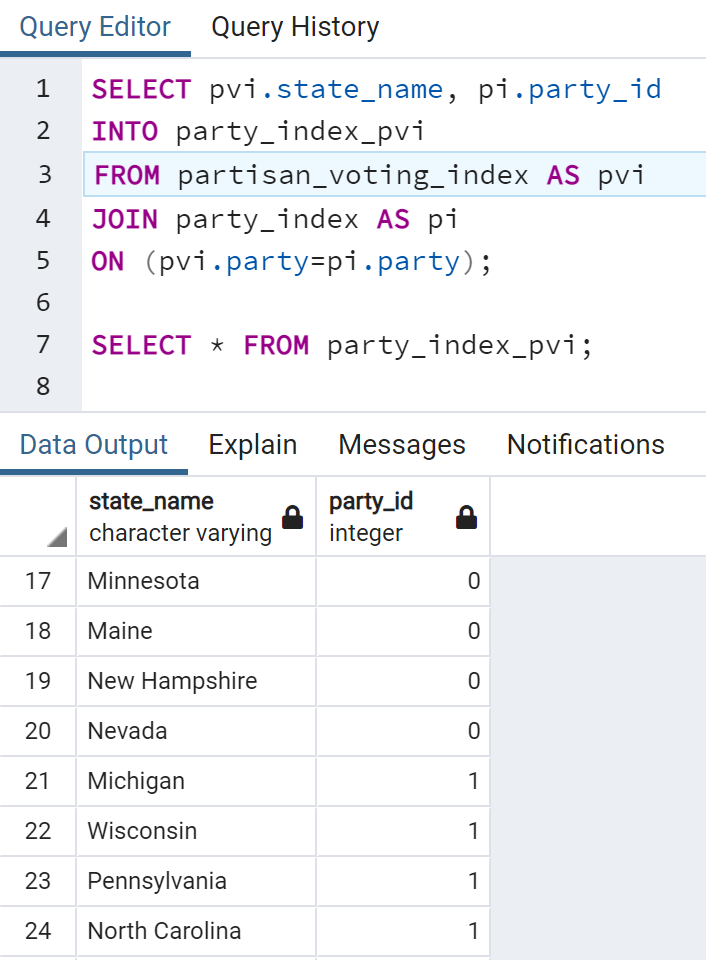 Query Editor Query History
1 SELECT pvi.state_name, pi.party_id
2 INTO party_index_pvi
3 FROM partisan_voting_index AS pvi
4 JOIN party_index AS pi
5 ON (pvi.party=pi.party);
6
7 SELECT * FROM party_index_pvi;
8
Data Output Explain Messages Notifications
state_name party_id
character varying integer
17 Minnesota 0
18 Maine 0
19 New Hampshire 0
20 Nevada 0
21 Michigan 1
22 Wisconsin 1
23 Pennsylvania 1
24 North Carolina 1